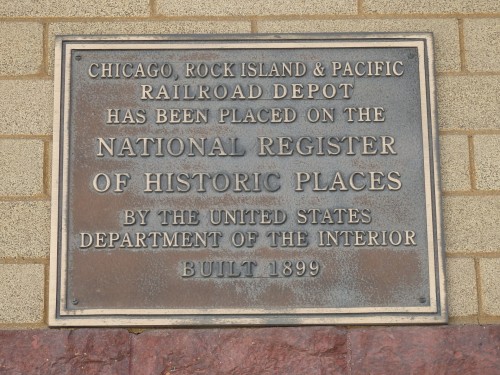 CHICAGO, ROCK ISLAND & PACIFIC
RAILROAD DEPOT
HAS BEEN PLACED ON THE
NATIONAL REGISTER
OF HISTORIC PLACES
BY THE UNITED STATES
DEPARTMENT OF THE INTERIOR
BUILT 1899